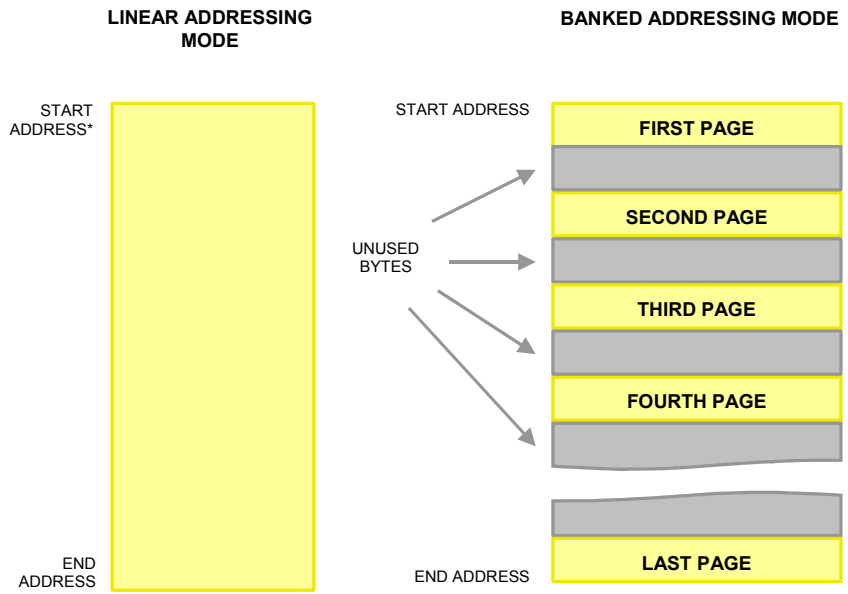 LINEAR ADDRESSING
MODE
START
ADDRESS*
END
ADDRESS
BANKED ADDRESSING MODE
START ADDRESS
FIRST PAGE
SECOND PAGE
UNUSED
BYTES
THIRD PAGE
FOURTH PAGE
LAST PAGE
END ADDRESS